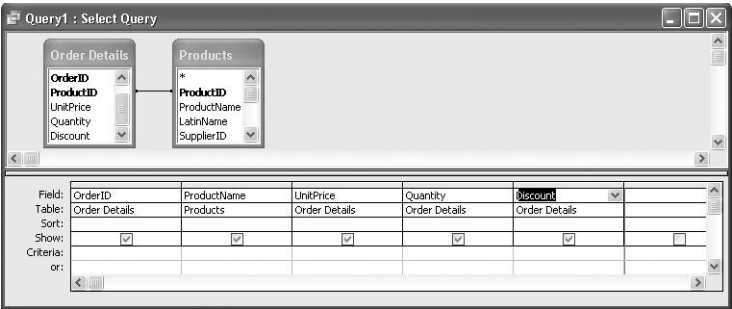 Query1 : Select Query
Order Details
OrderID
ProductID
UnitPrice
Quantity
Discount
Products
*
ProductID
ProductName
LatinName
SupplierID
Field: OrderID ProductName UnitPrice Quantity Discount
Table: Order Details Products Order Details Order Details Order Details
Sort:
Show:
Criteria:
or: